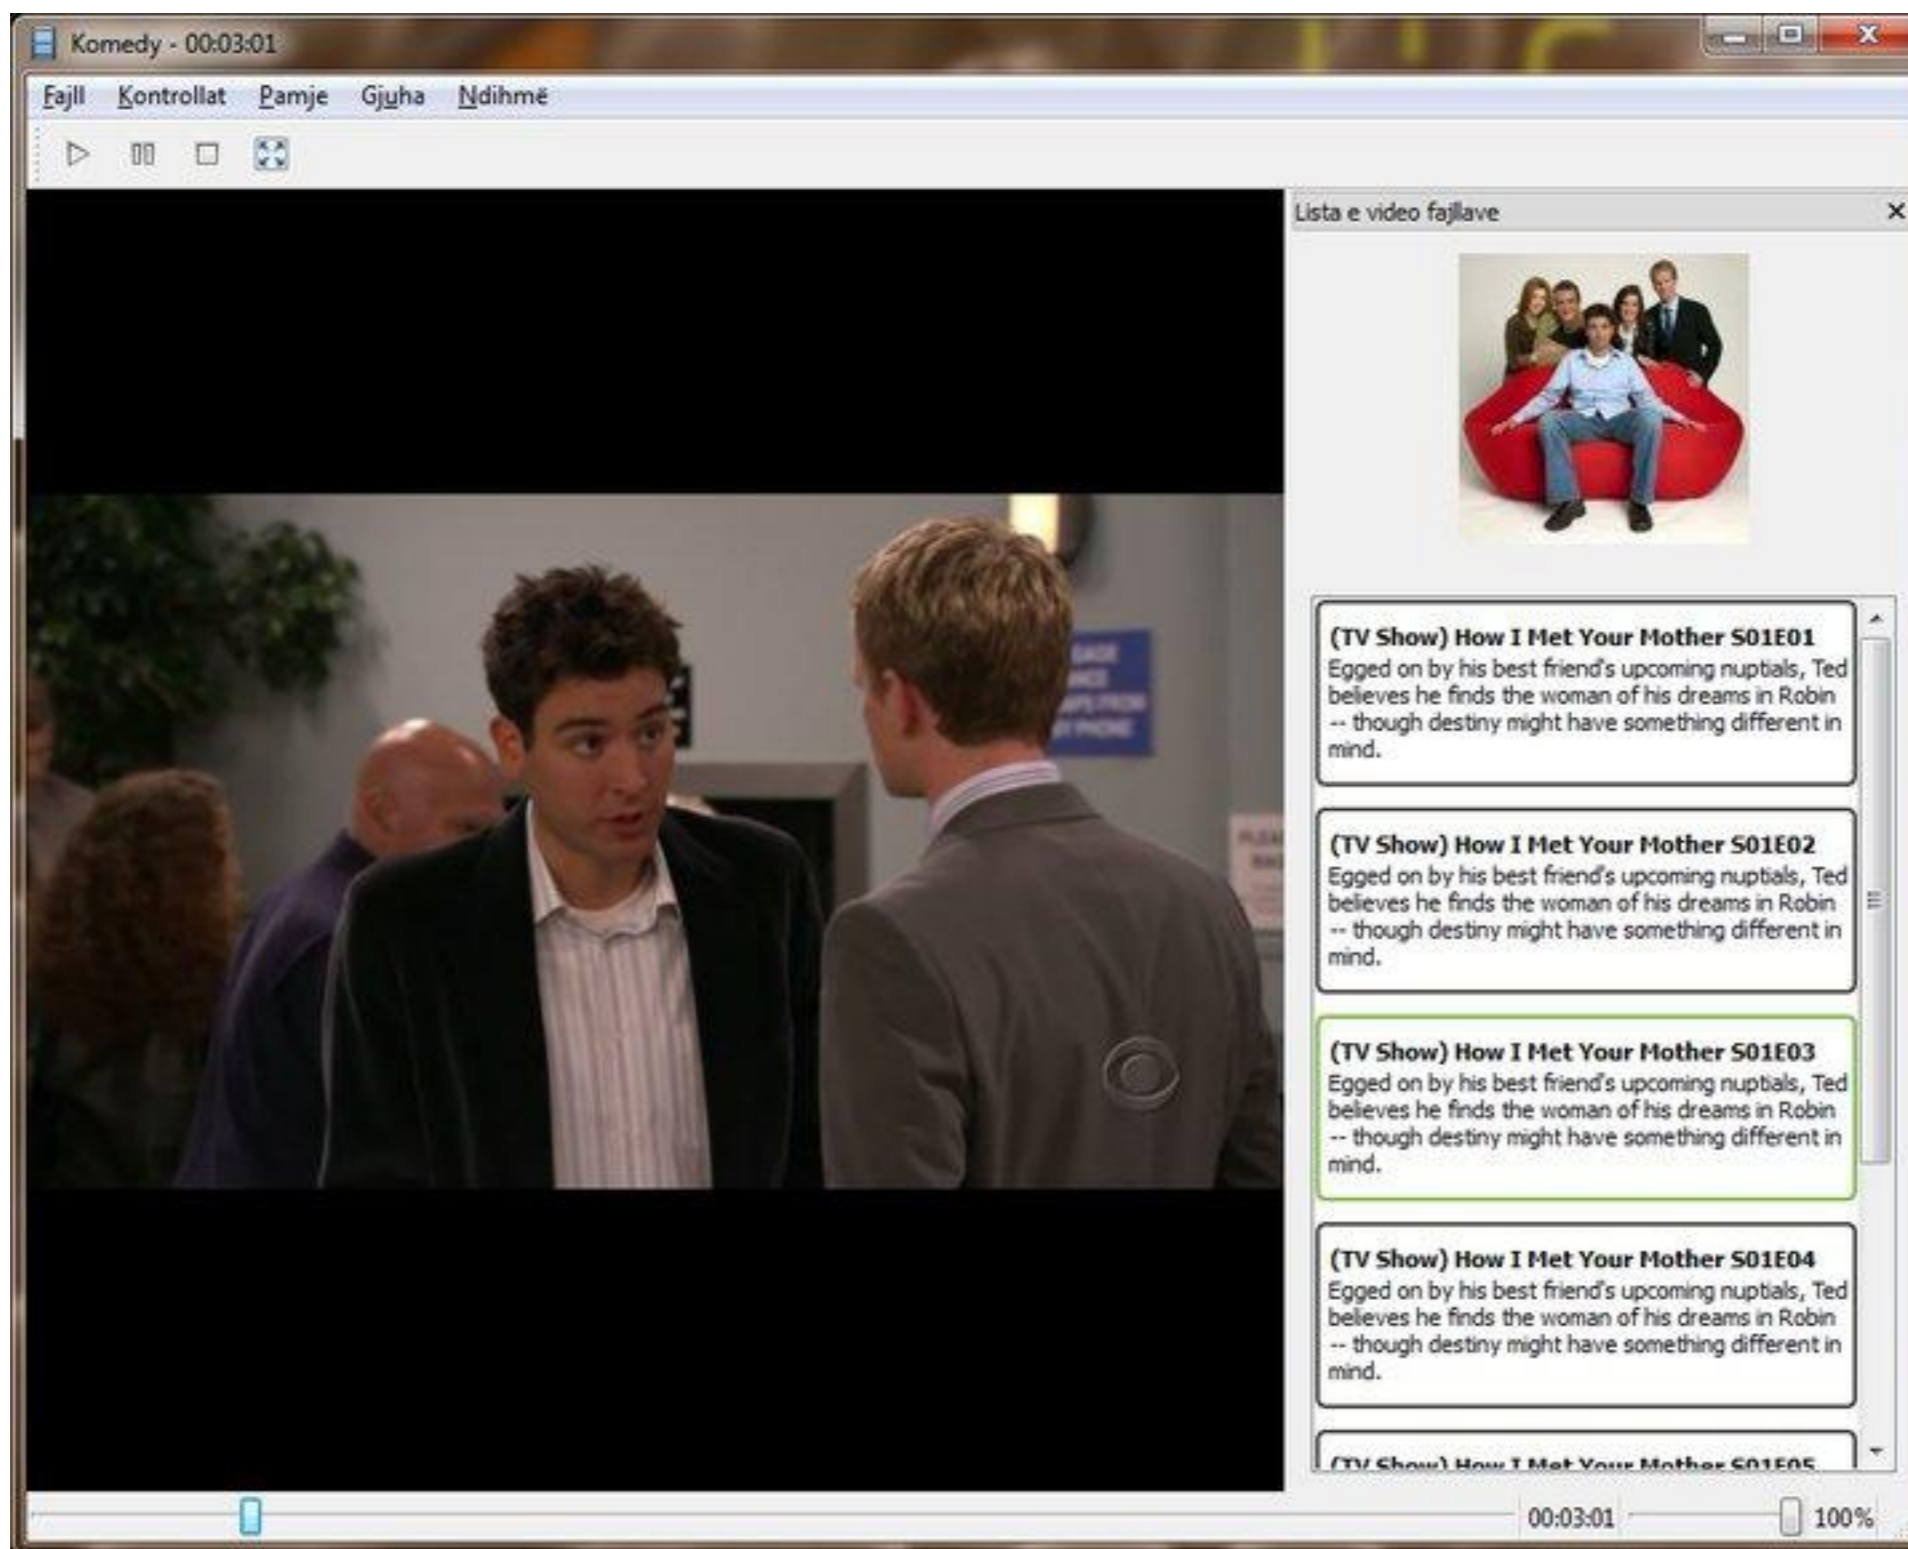 Komedy - 00:03:01
Fajll Kontrollat Pamje Gjuha Ndihmë
Lista e video fajllave
(TV Show) How I Met Your Mother S01E01
Egged on by his best friend's upcoming nuptials, Ted
believes he finds the woman of his dreams in Robin
-- though destiny might have something different in
mind.
(TV Show) How I Met Your Mother S01E02
Egged on by his best friend's upcoming nuptials, Ted
believes he finds the woman of his dreams in Robin
-- though destiny might have something different in
mind.
(TV Show) How I Met Your Mother S01E03
Egged on by his best friend's upcoming nuptials, Ted
believes he finds the woman of his dreams in Robin
-- though destiny might have something different in
mind.
(TV Show) How I Met Your Mother S01E04
Egged on by his best friend's upcoming nuptials, Ted
believes he finds the woman of his dreams in Robin
-- though destiny might have something different in
mind.
(TV Show) How I Met Your Mother S01E05
PHONE
00:03:01 100%